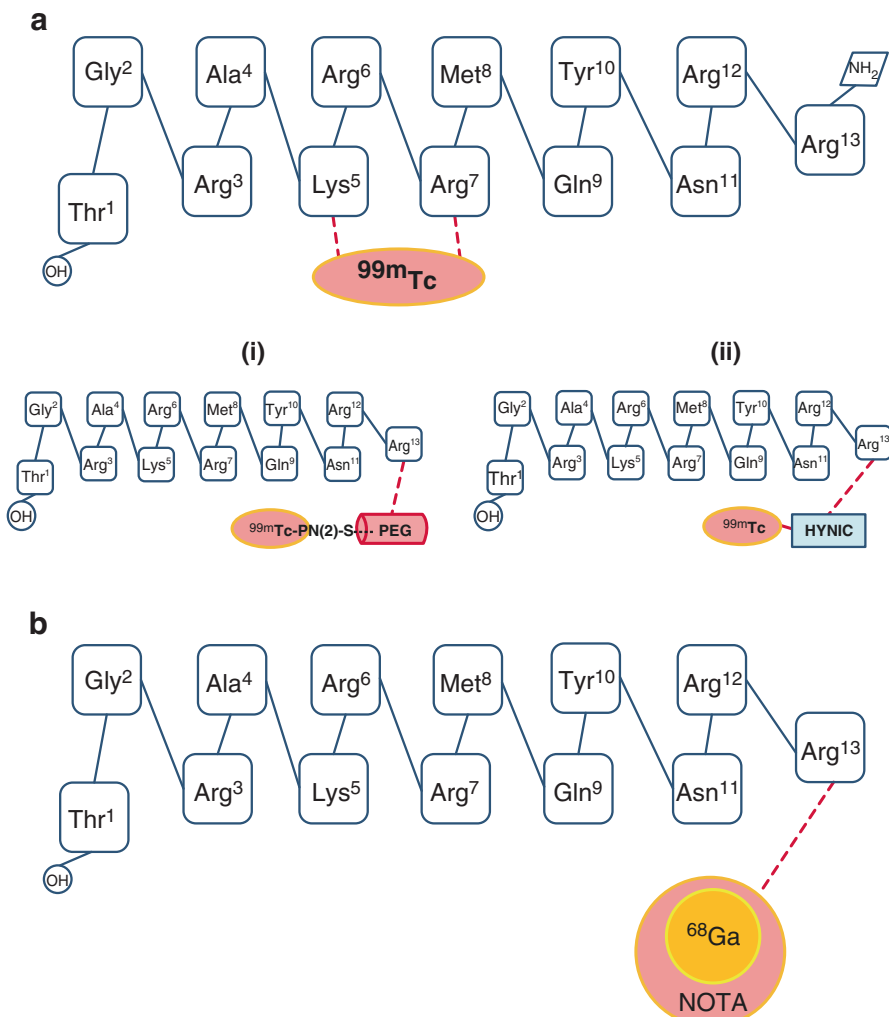 a
Gly2 Ala4 Arg6 Met8 Tyr10 Arg12 NH2
Thr1 Arg3 Lys5 Arg7 Gln9 Asn11 Arg13
OH
99mTc
(i) (ii)
Gly2 Ala4 Arg6 Met8 Tyr10 Arg12
Thr1 Arg3 Lys5 Arg7 Gln9 Asn11 Arg13
OH
99mTc-PN(2)-S---- PEG
Gly2 Ala4 Arg6 Met8 Tyr10 Arg12
Thr1 Arg3 Lys5 Arg7 Gln9 Asn11 Arg13
OH
99mTc HYNIC
b
Gly2 Ala4 Arg6 Met8 Tyr10 Arg12
Thr1 Arg3 Lys5 Arg7 Gln9 Asn11 Arg13
OH
68Ga
NOTA